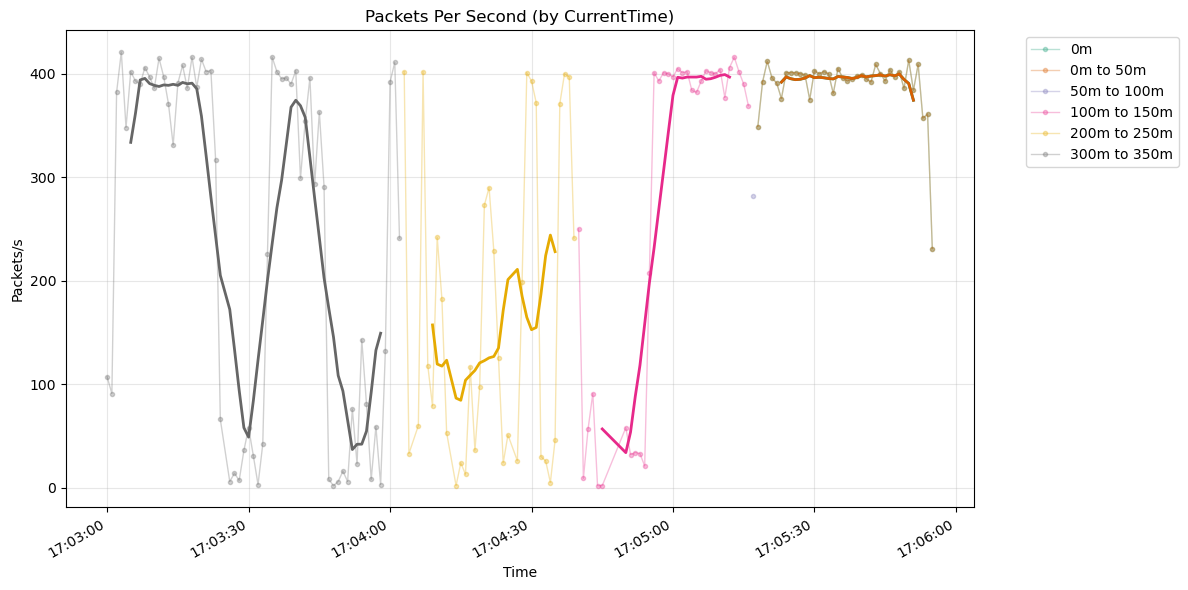 Packets Per Second (by CurrentTime)
Packets/s
400
300
200
100
0
17:03:00
17:03:30
17:04:00
17:04:30
17:05:00
17:05:30
17:06:00
Time
0m
0m to 50m
50m to 100m
100m to 150m
200m to 250m
300m to 350m